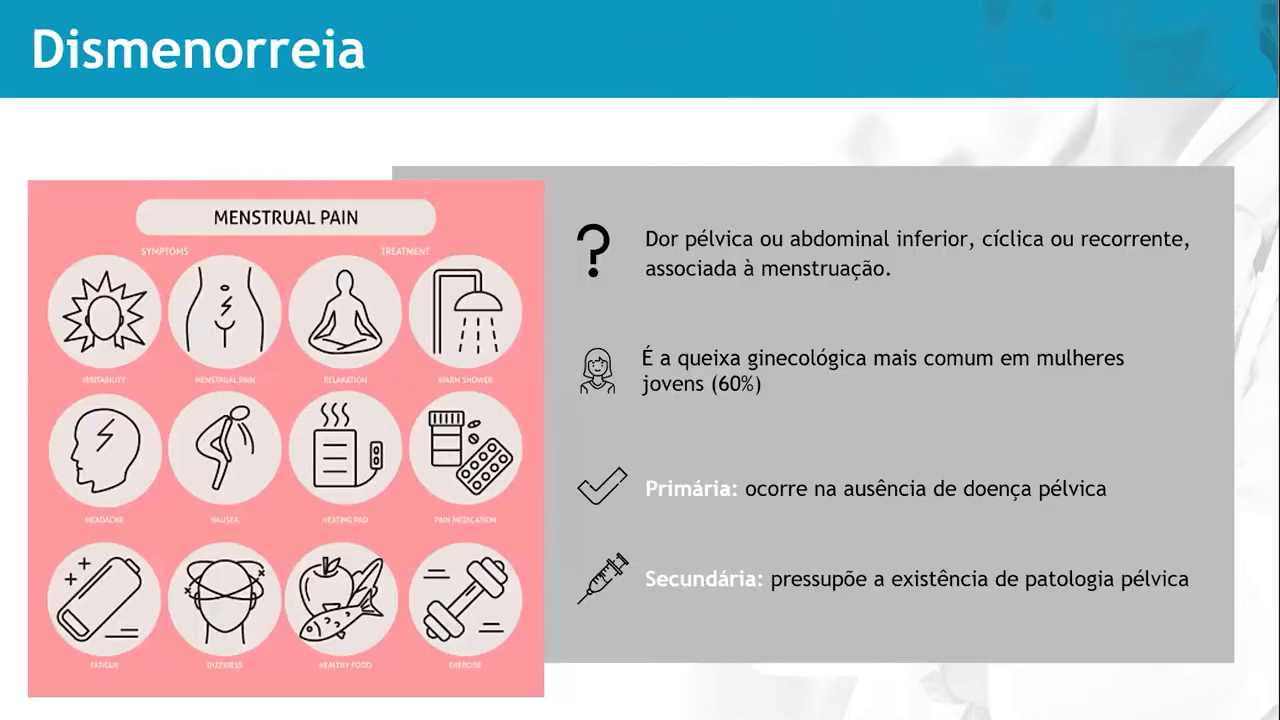 Dismenorreia
MENSTRUAL PAIN
SYMPTOMS
TREATMENT
IRRITABILITY
MENSTRUAL PAIN
RELAXATION
WARM SHOWER
HEADACHE
NAUSEA
HEATING PAD
PAIN MEDICATION
FATIGUE
DIZZINESS
HEALTHY FOOD
EXERCISE
Dor pélvica ou abdominal inferior, cíclica ou recorrente,
associada à menstruação.
É a queixa ginecológica mais comum em mulheres
jovens (60%)
Primária: ocorre na ausência de doença pélvica
Secundária: pressupõe a existência de patologia pélvica